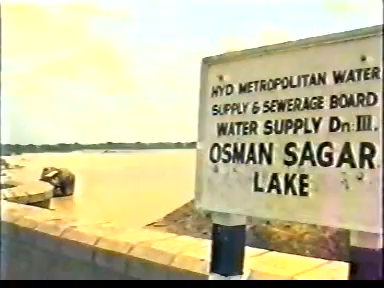 HYD METROPOLITAN WATER
SUPPLY & SEWERAGE BOARD
WATER SUPPLY Dn: III.
OSMAN SAGAR
LAKE